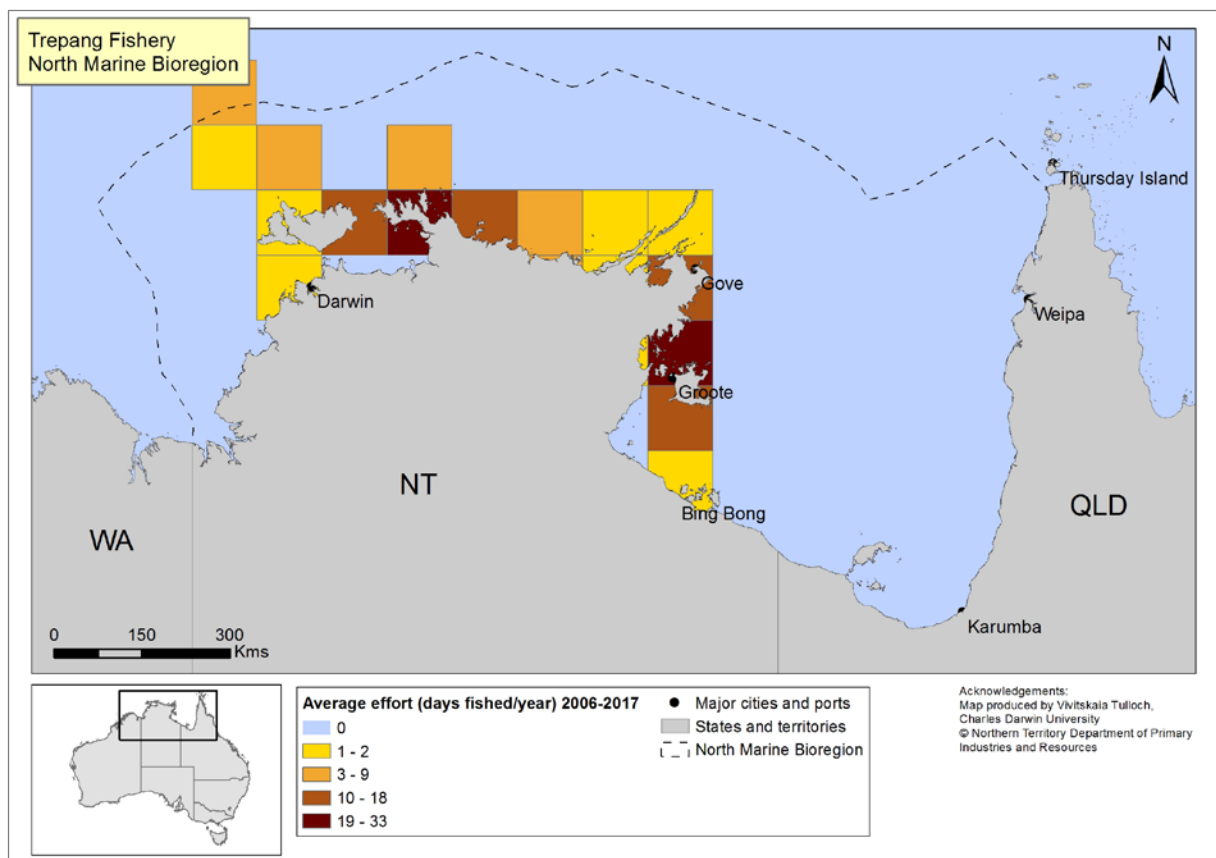 Trepang Fishery
North Marine Bioregion
N
Thursday Island
Gove
Darwin
Weipa
Groote
NT
Bing Bong
QLD
WA
Karumba
0 150 300
Kms
Average effort (days fished/year) 2006-2017
0
1 - 2
3 - 9
10 - 18
19 - 33
Major cities and ports
States and territories
North Marine Bioregion
Acknowledgements:
Map produced by Vivitskaia Tulloch,
Charles Darwin University
© Northern Territory Department of Primary
Industries and Resources